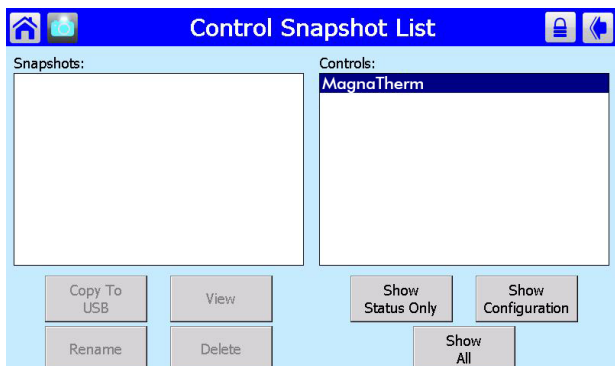 Control Snapshot List
Snapshots:
Controls:
MagnaTherm
Copy To
USB
View
Show
Status Only
Show
Configuration
Rename
Delete
Show
All